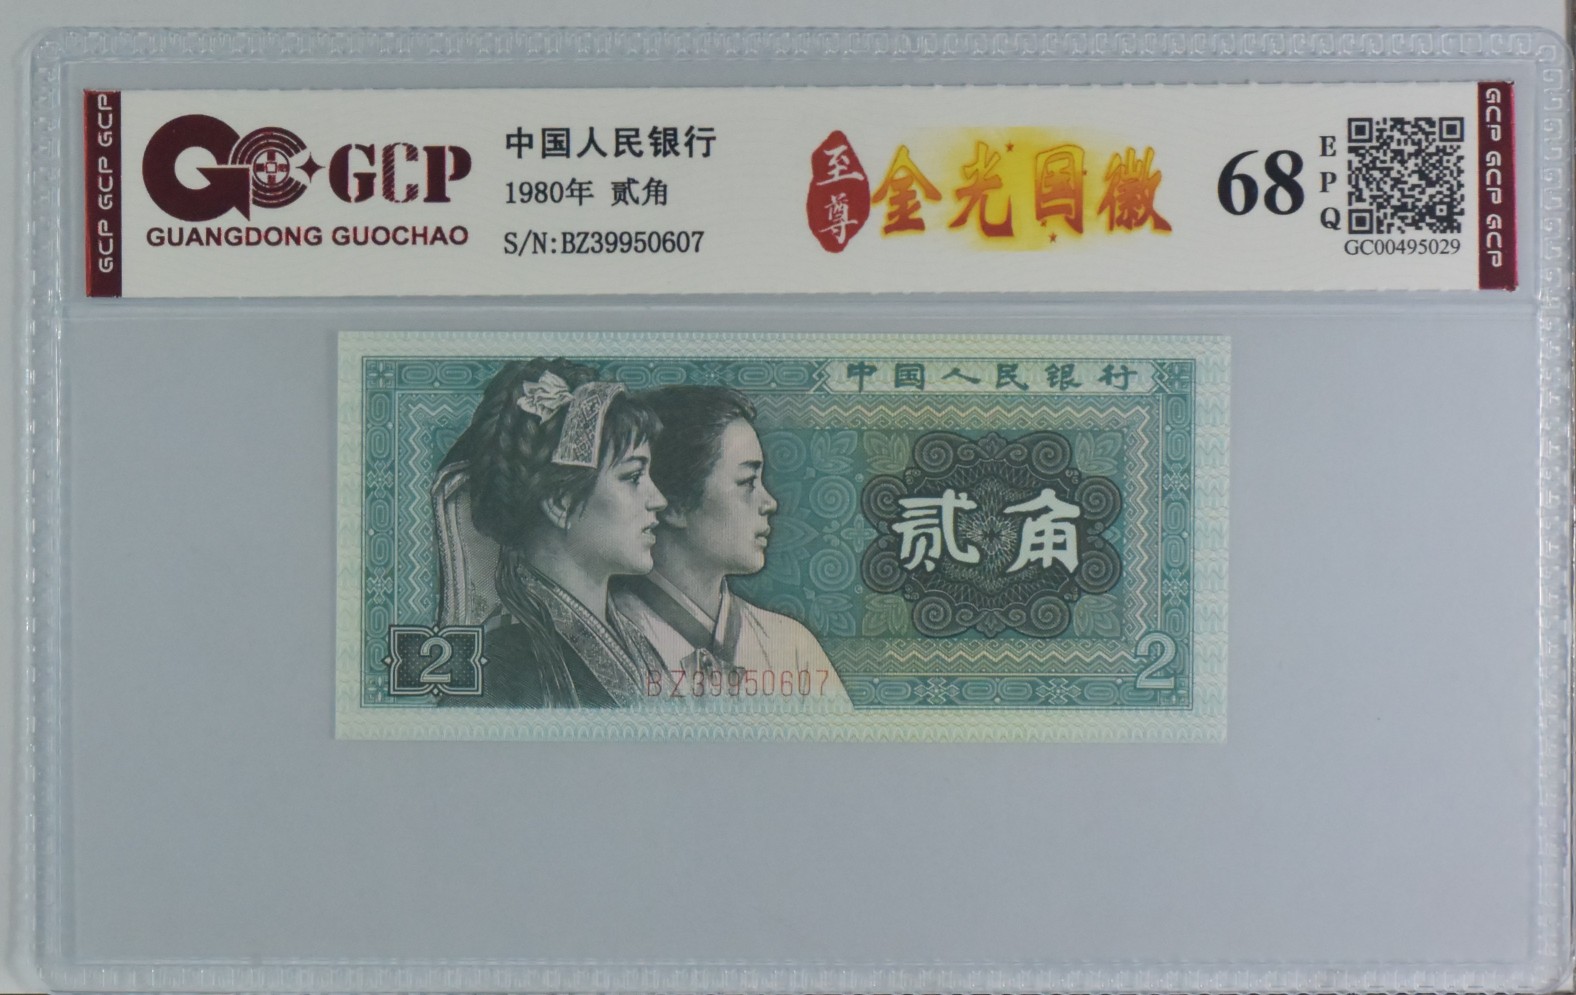 GCP GCP GCP
GCP
GUANGDONG GUOCHAO
中国人民银行
1980年 贰角
S/N:BZ39950607
至尊
金光国徽
68
EPQ
GC00495029
GCP GCP GCP
中国人民银行
贰角
2
BZ39950607
2